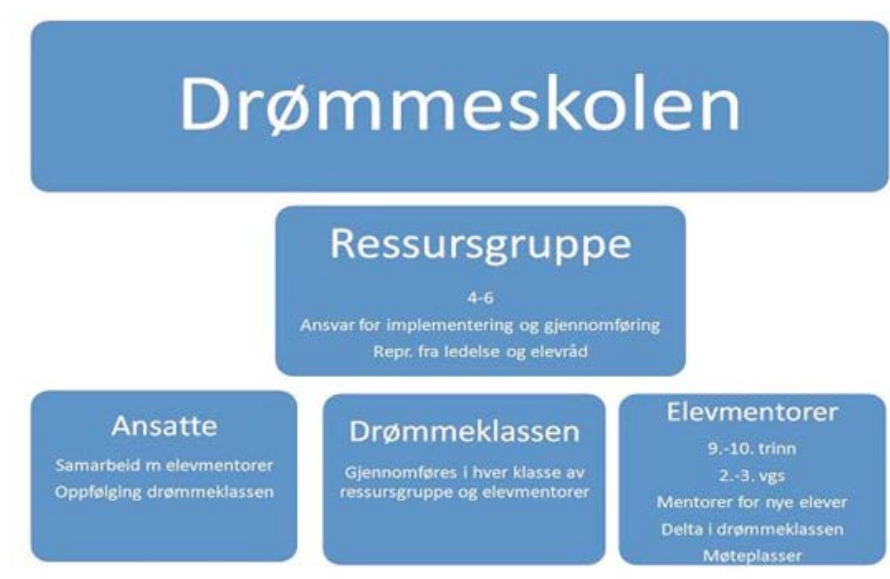 Drømmeskolen
Ressursgruppe
4-6
Ansvar for implementering og gjennomføring
Repr. fra ledelse og elevråd
Ansatte
Samarbeid m elevmentorer
Oppfølging drømmeklassen
Drømmeklassen
Gjennomføres i hver klasse av
ressursgruppe og elevmentorer
Elevmentorer
9.-10. trinn
2.-3. vgs
Mentorer for nye elever
Delta i drømmeklassen
Møteplasser